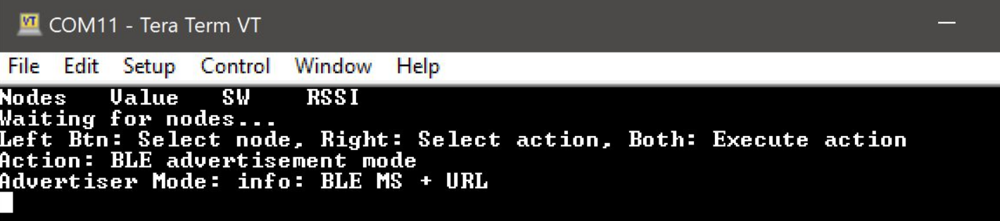 VT COM11 - Tera Term VT
File Edit Setup Control Window Help
Nodes Value SW RSSI
Waiting for nodes...
Left Btn: Select node, Right: Select action, Both: Execute action
Action: BLE advertisement mode
Advertiser Mode: info: BLE MS + URL